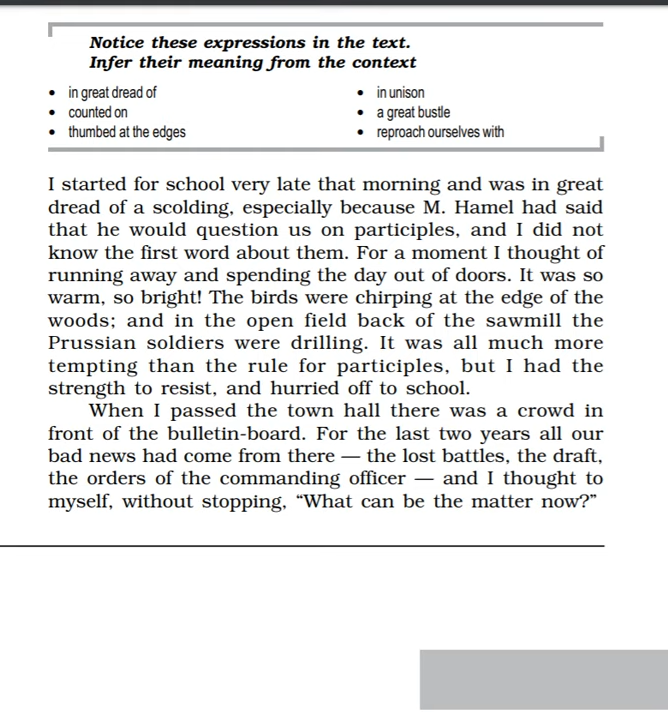 Notice these expressions in the text.
Infer their meaning from the context
• in great dread of
• counted on
• thumbed at the edges
• in unison
• a great bustle
• reproach ourselves with
I started for school very late that morning and was in great
dread of a scolding, especially because M. Hamel had said
that he would question us on participles, and I did not
know the first word about them. For a moment I thought of
running away and spending the day out of doors. It was so
warm, so bright! The birds were chirping at the edge of the
woods; and in the open field back of the sawmill the
Prussian soldiers were drilling. It was all much more
tempting than the rule for participles, but I had the
strength to resist, and hurried off to school.
When I passed the town hall there was a crowd in
front of the bulletin-board. For the last two years all our
bad news had come from there — the lost battles, the draft,
the orders of the commanding officer — and I thought to
myself, without stopping, “What can be the matter now?”